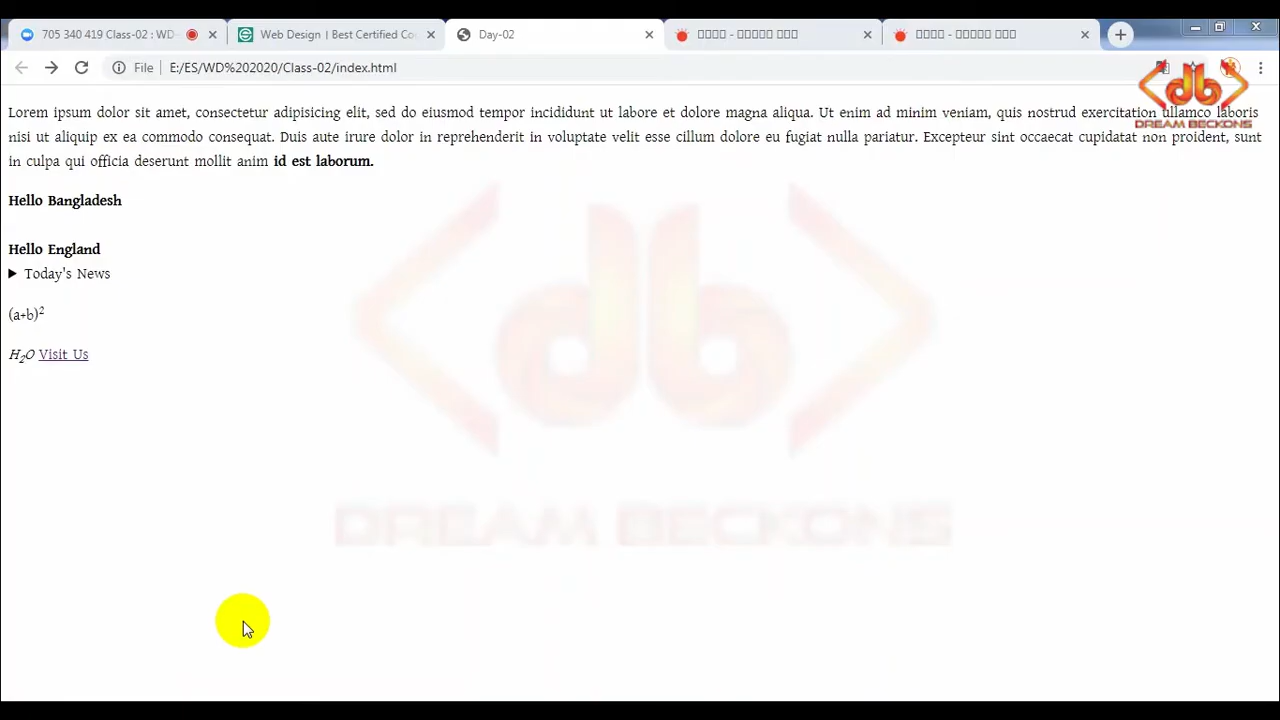 705 340 419 Class-02 : WD
Web Design | Best Certified Co
Day-02
File
E:/ES/WD%202020/Class-02/index.html
db
DREAM BECKONS
Lorem ipsum dolor sit amet, consectetur adipisicing elit, sed do eiusmod tempor incididunt ut labore et dolore magna aliqua. Ut enim ad minim veniam, quis nostrud exercitation ullamco laboris
nisi ut aliquip ex ea commodo consequat. Duis aute irure dolor in reprehenderit in voluptate velit esse cillum dolore eu fugiat nulla pariatur. Excepteur sint occaecat cupidatat non proident, sunt
in culpa qui officia deserunt mollit anim id est laborum.
Hello Bangladesh
Hello England
Today's News
(a+b)²
H₂O Visit Us
db
DREAM BECKONS